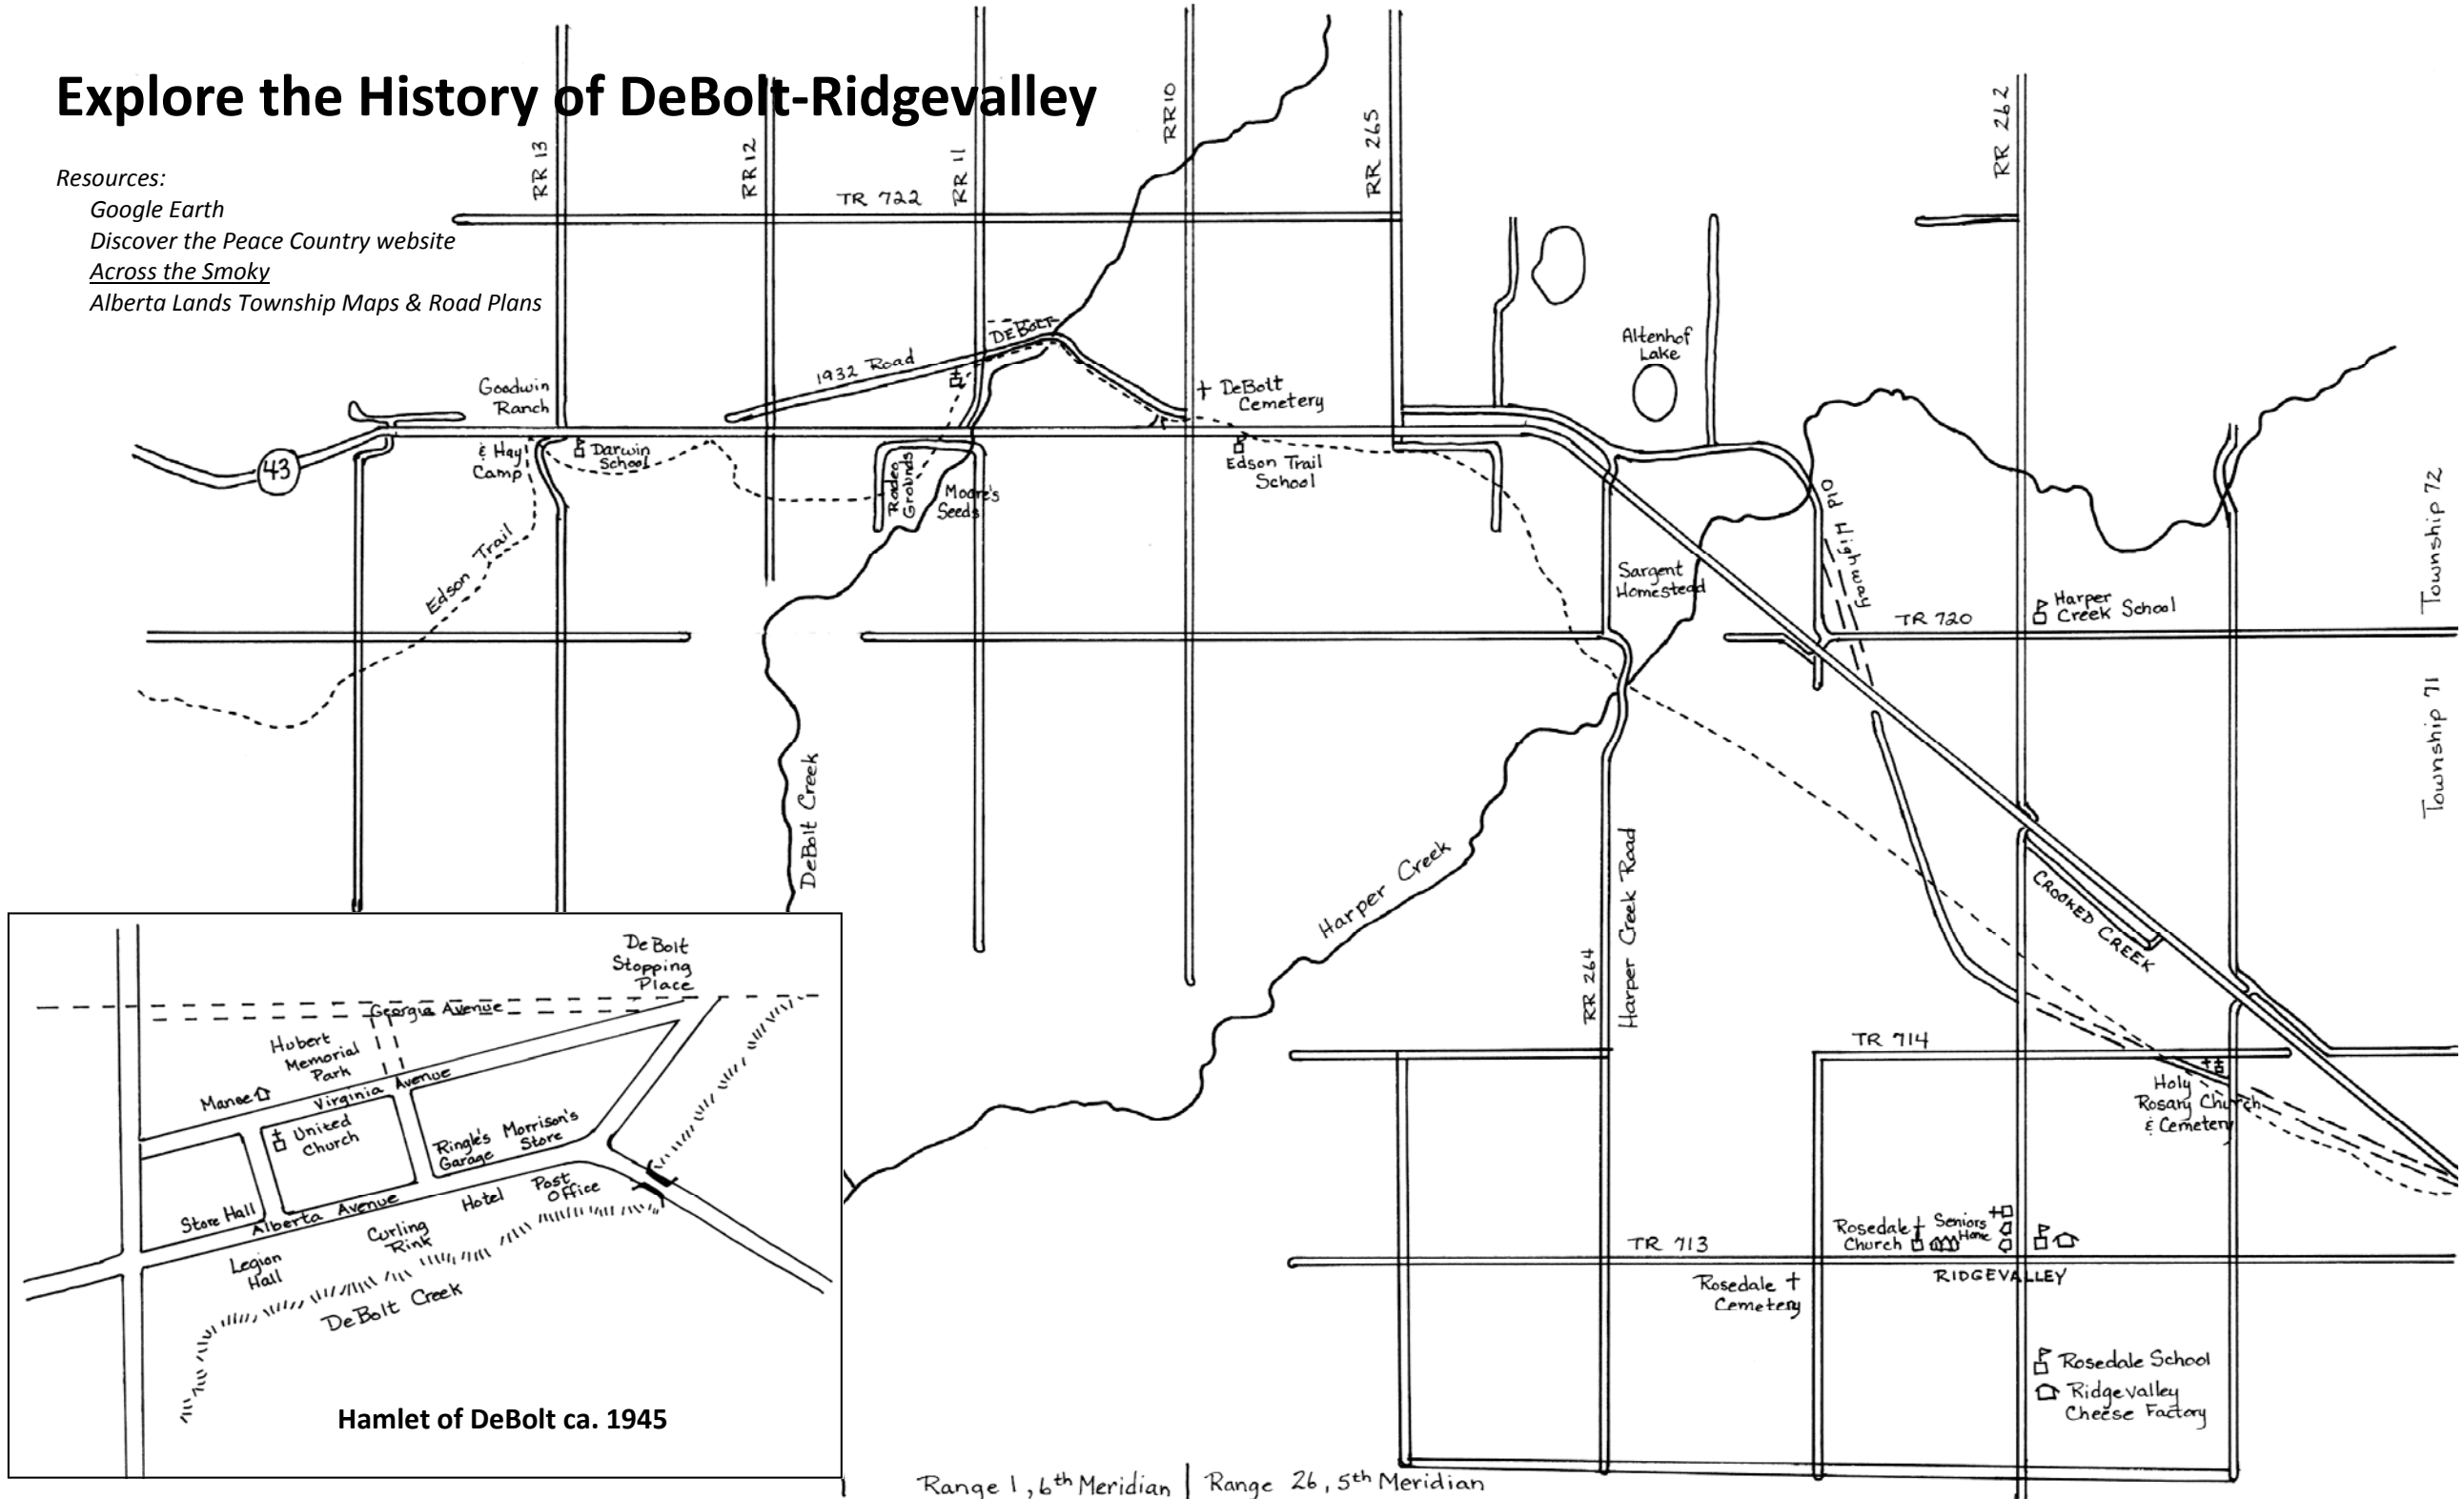 Explore the History of DeBolt-Ridgevalley
Resources:
Google Earth
Discover the Peace Country website
Across the Smoky
Alberta Lands Township Maps & Road Plans
RR 13
RR 12
RR 11
RR 10
RR 265
RR 262
TR 722
DEBOLT
1932 Road
Goodwin
Ranch
& Hay
Camp
Darwin
School
43
Edson Trail
Rodeo
Grounds
Moore's
Seeds
DeBolt
Cemetery
Edson Trail
School
Altenhof
Lake
Old Highway
Sargent
Homestead
TR 720
Harper
Creek School
Township 72
Township 71
DeBolt Creek
Harper Creek
RR 264
Harper Creek Road
CROOKED CREEK
TR 714
Holy
Rosary Church
& Cemetery
TR 713
Rosedale
Church
Seniors
Home
RIDGEVALLEY
Rosedale
Cemetery
Rosedale School
Ridgevalley
Cheese Factory
Range 1, 6th Meridian | Range 26, 5th Meridian
DeBolt
Stopping
Place
Georgia Avenue
Hubert
Memorial
Park
Manse
Virginia Avenue
United
Church
Ringle's
Garage
Morrison's
Store
Store Hall
Alberta Avenue
Hotel
Post
Office
Curling
Rink
Legion
Hall
DeBolt Creek
Hamlet of DeBolt ca. 1945